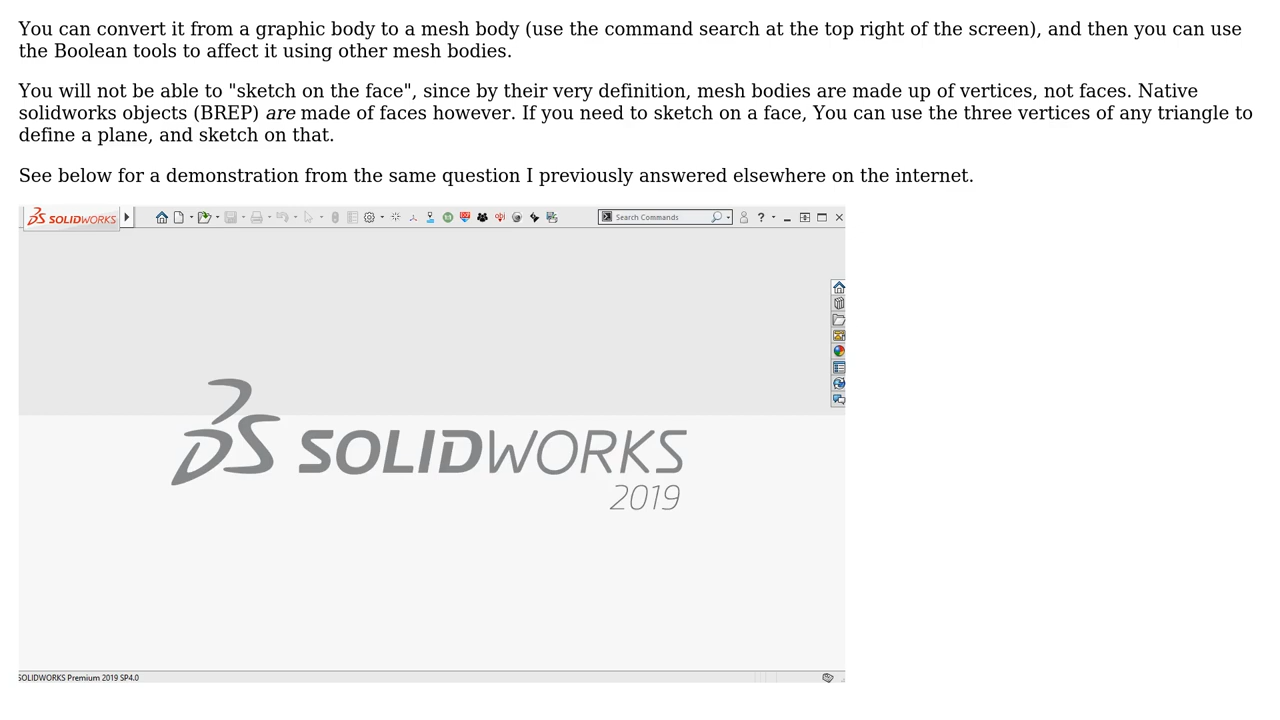 You can convert it from a graphic body to a mesh body (use the command search at the top right of the screen), and then you can use
the Boolean tools to affect it using other mesh bodies.
You will not be able to "sketch on the face", since by their very definition, mesh bodies are made up of vertices, not faces. Native
solidworks objects (BREP) are made of faces however. If you need to sketch on a face, You can use the three vertices of any triangle to
define a plane, and sketch on that.
See below for a demonstration from the same question I previously answered elsewhere on the internet.
SOLIDWORKS
Search Commands
SOLIDWORKS
2019
SOLIDWORKS Premium 2019 SP4.0